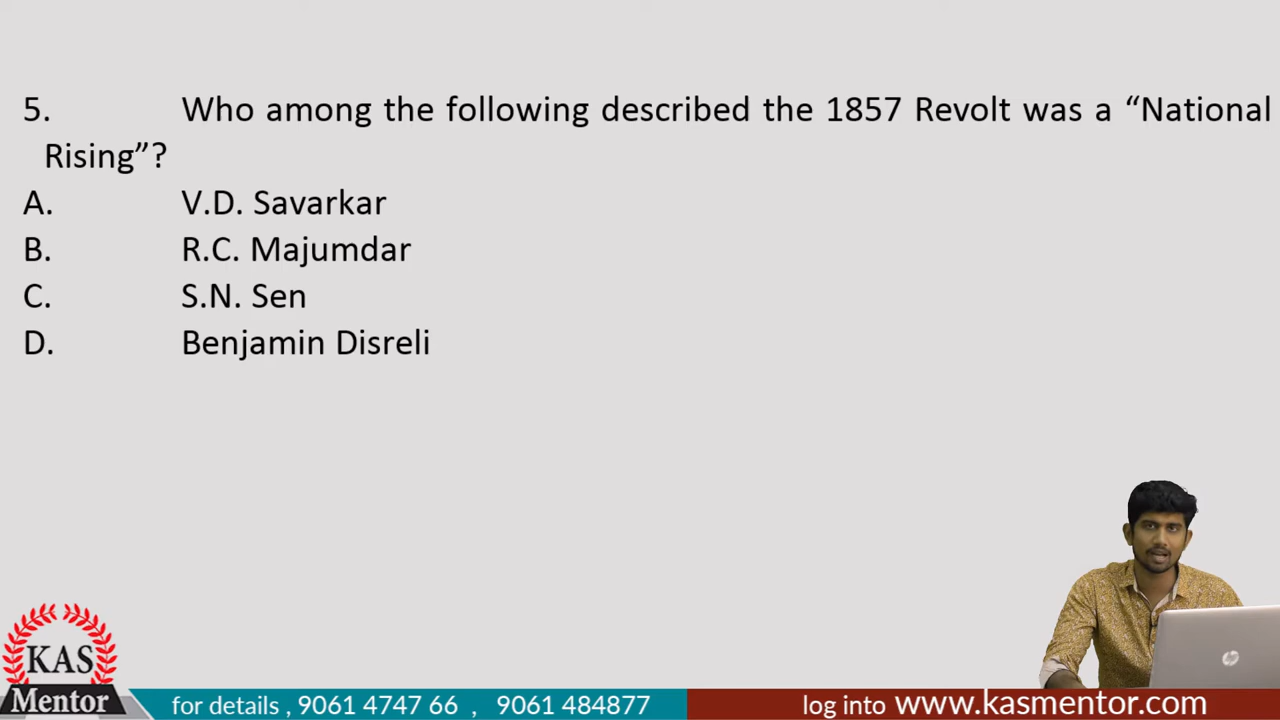 5. Who among the following described the 1857 Revolt was a “National
Rising”?
A. V.D. Savarkar
B. R.C. Majumdar
C. S.N. Sen
D. Benjamin Disreli
KAS
Mentor
for details , 9061 4747 66 , 9061 484877
log into www.kasmentor.com